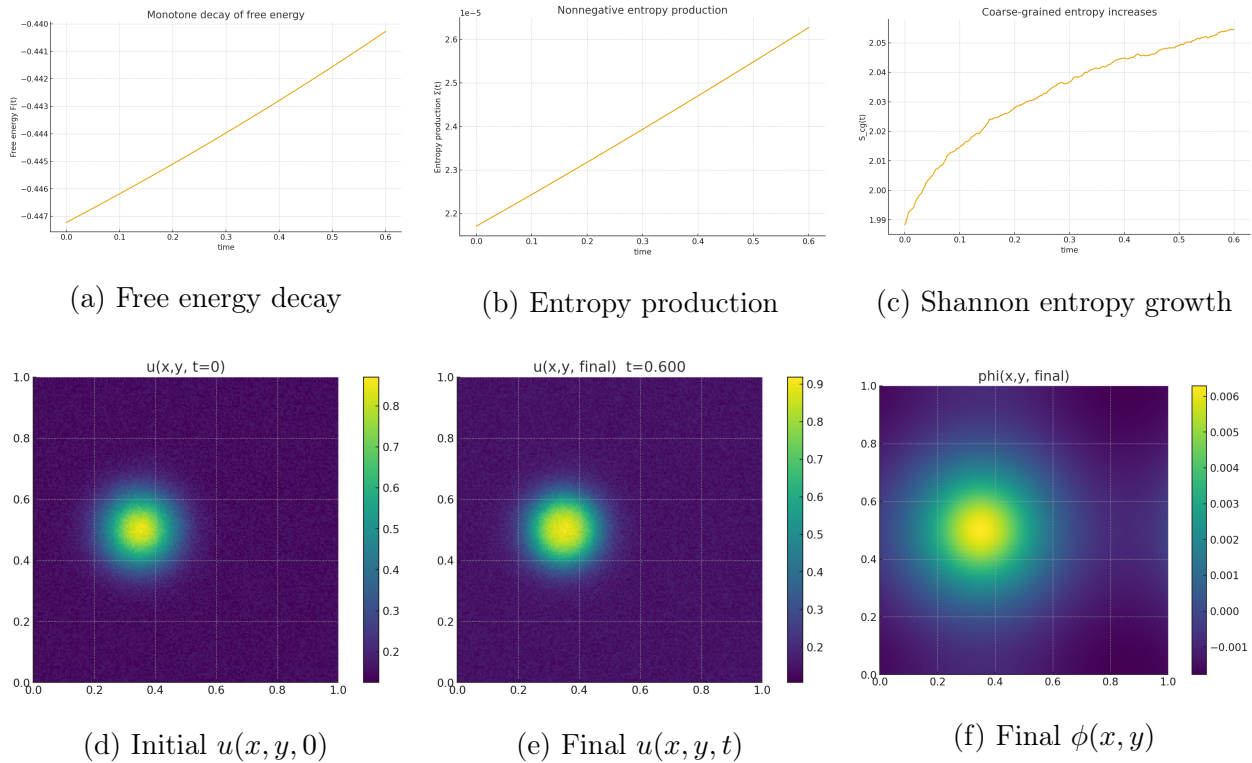 Monotone decay of free energy
−0.440
−0.441
−0.442
−0.443
−0.444
−0.445
−0.446
−0.447
Free energy F(t)
0.0 0.1 0.2 0.3 0.4 0.5 0.6
time
(a) Free energy decay
1e−5
Nonnegative entropy production
2.6
2.5
2.4
2.3
2.2
Entropy production Σ(t)
0.0 0.1 0.2 0.3 0.4 0.5 0.6
time
(b) Entropy production
Coarse-grained entropy increases
2.05
2.04
2.03
2.02
2.01
2.00
1.99
S_cg(t)
0.0 0.1 0.2 0.3 0.4 0.5 0.6
time
(c) Shannon entropy growth
u(x,y, t=0)
1.0
0.8
0.6
0.4
0.2
0.0
0.0 0.2 0.4 0.6 0.8 1.0
0.8
0.7
0.6
0.5
0.4
0.3
0.2
(d) Initial u(x, y, 0)
u(x,y, final) t=0.600
1.0
0.8
0.6
0.4
0.2
0.0
0.0 0.2 0.4 0.6 0.8 1.0
0.9
0.8
0.7
0.6
0.5
0.4
0.3
0.2
(e) Final u(x, y, t)
phi(x,y, final)
1.0
0.8
0.6
0.4
0.2
0.0
0.0 0.2 0.4 0.6 0.8 1.0
0.006
0.005
0.004
0.003
0.002
0.001
0.000
−0.001
(f) Final ϕ(x, y)